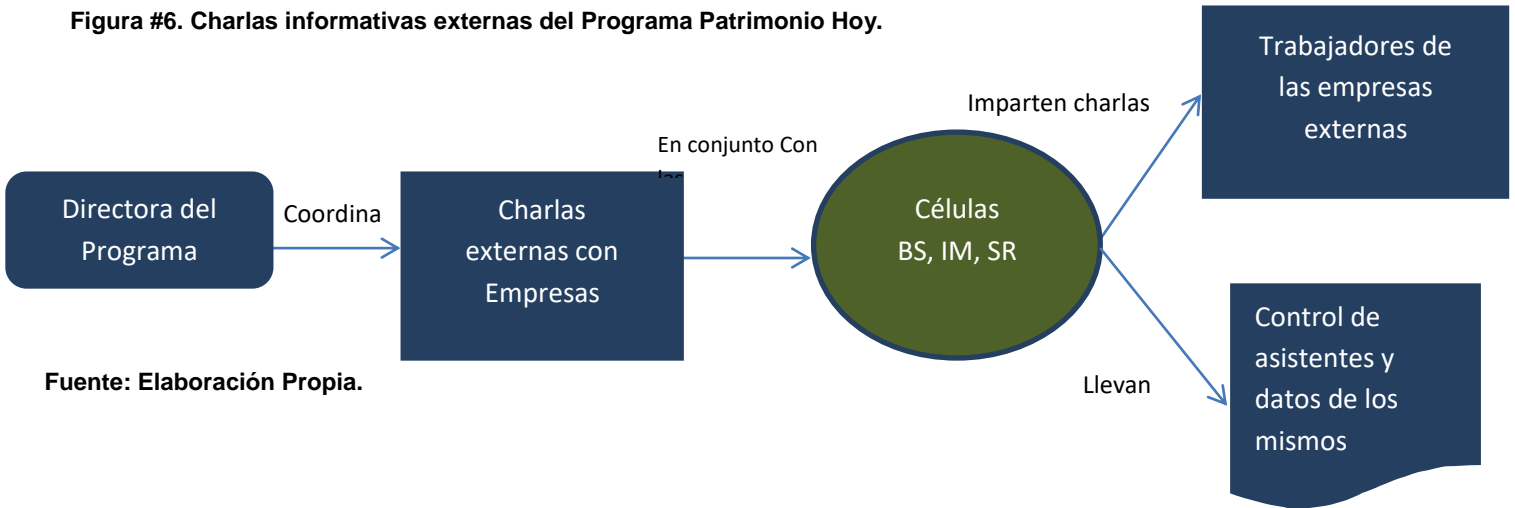 Figura #6. Charlas informativas externas del Programa Patrimonio Hoy.
Directora del
Programa
Coordina
Charlas
externas con
Empresas
En conjunto Con
Células
BS, IM, SR
Imparten charlas
Trabajadores de
las empresas
externas
Llevan
Control de
asistentes y
datos de los
mismos
Fuente: Elaboración Propia.